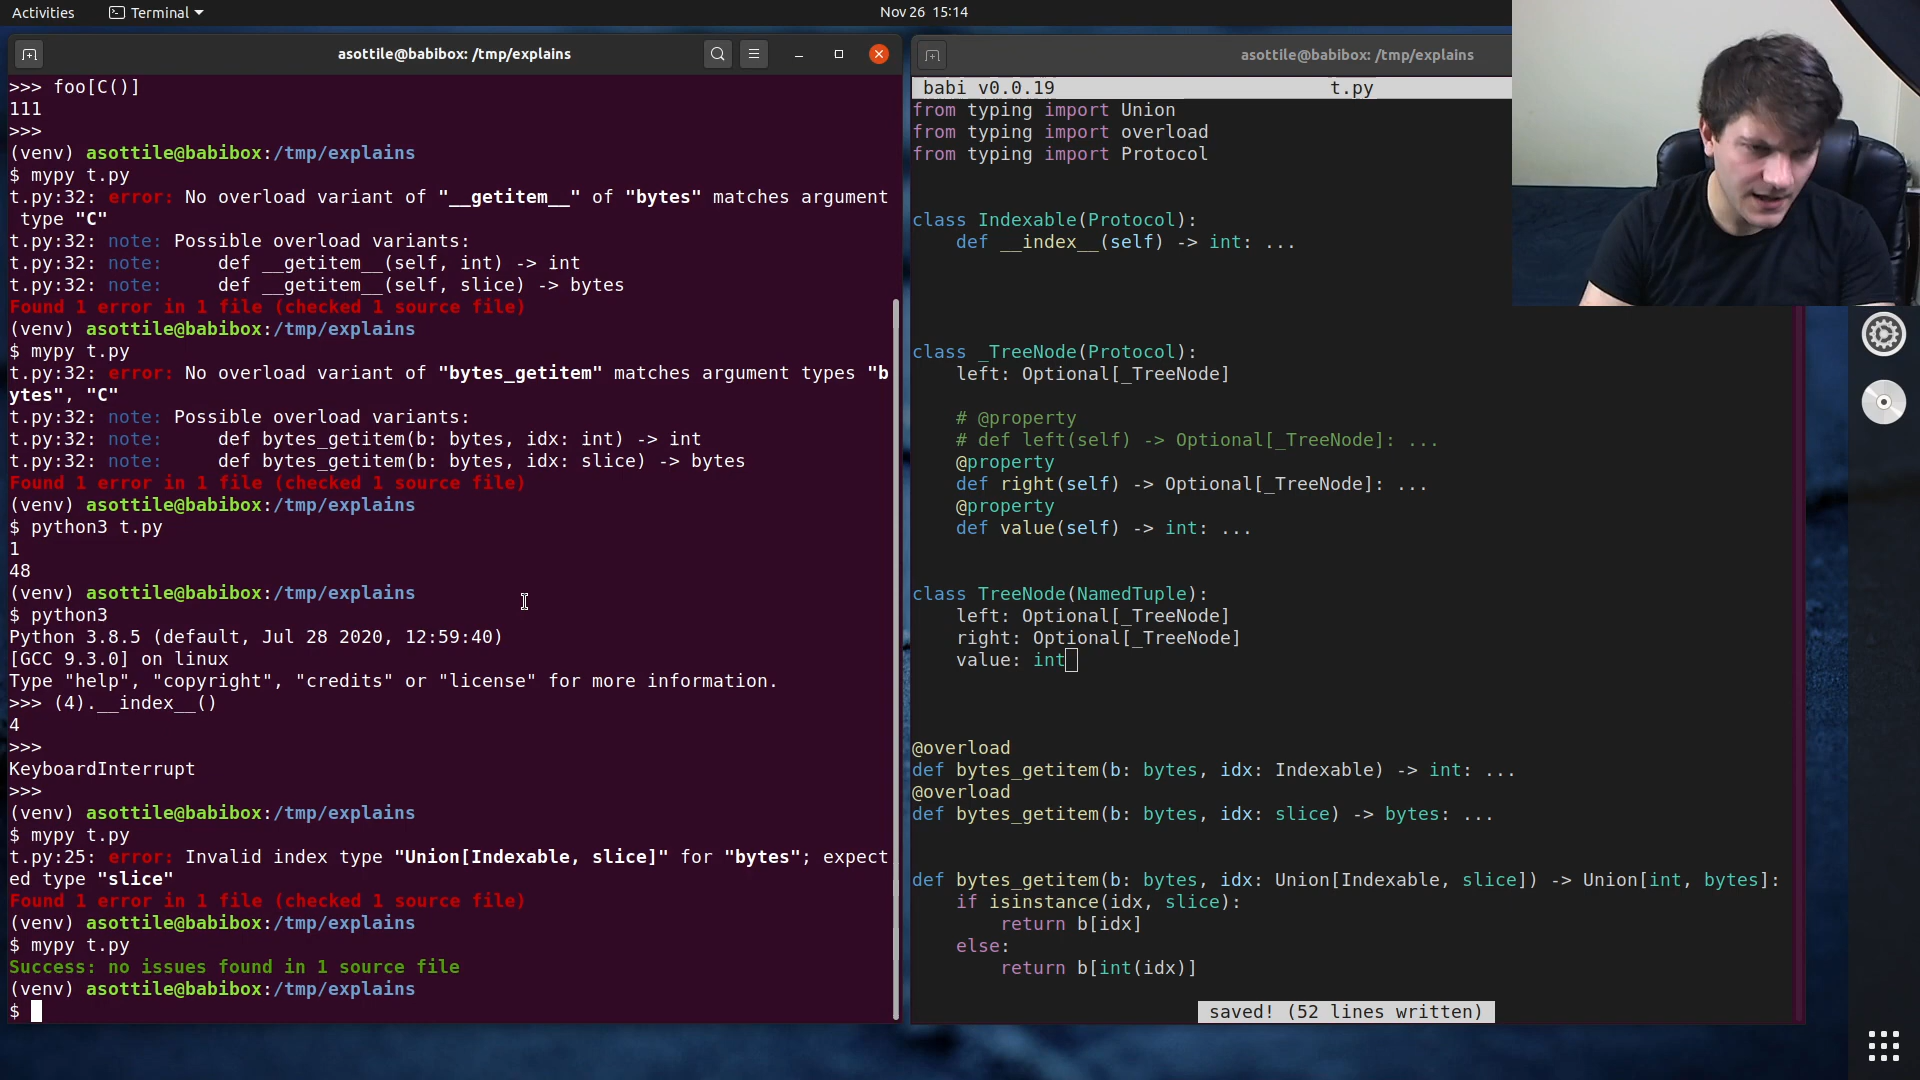 Activities
Terminal
Nov 26 15:14
asottile@babibox: /tmp/explains
>>> foo[C()]
111
>>>
(venv) asottile@babibox:/tmp/explains
$ mypy t.py
t.py:32: error: No overload variant of "__getitem__" of "bytes" matches argument
 type "C"
t.py:32: note: Possible overload variants:
t.py:32: note:     def __getitem__(self, int) -> int
t.py:32: note:     def __getitem__(self, slice) -> bytes
Found 1 error in 1 file (checked 1 source file)
(venv) asottile@babibox:/tmp/explains
$ mypy t.py
t.py:32: error: No overload variant of "bytes_getitem" matches argument types "b
ytes", "C"
t.py:32: note: Possible overload variants:
t.py:32: note:     def bytes_getitem(b: bytes, idx: int) -> int
t.py:32: note:     def bytes_getitem(b: bytes, idx: slice) -> bytes
Found 1 error in 1 file (checked 1 source file)
(venv) asottile@babibox:/tmp/explains
$ python3 t.py
1
48
(venv) asottile@babibox:/tmp/explains
$ python3
Python 3.8.5 (default, Jul 28 2020, 12:59:40)
[GCC 9.3.0] on linux
Type "help", "copyright", "credits" or "license" for more information.
>>> (4).__index__()
4
>>>
KeyboardInterrupt
>>>
(venv) asottile@babibox:/tmp/explains
$ mypy t.py
t.py:25: error: Invalid index type "Union[Indexable, slice]" for "bytes"; expect
ed type "slice"
Found 1 error in 1 file (checked 1 source file)
(venv) asottile@babibox:/tmp/explains
$ mypy t.py
Success: no issues found in 1 source file
(venv) asottile@babibox:/tmp/explains
$
asottile@babibox: /tmp/explains
babi v0.0.19 t.py
from typing import Union
from typing import overload
from typing import Protocol
class Indexable(Protocol):
    def __index__(self) -> int: ...
class _TreeNode(Protocol):
    left: Optional[_TreeNode]
    # @property
    # def left(self) -> Optional[_TreeNode]: ...
    @property
    def right(self) -> Optional[_TreeNode]: ...
    @property
    def value(self) -> int: ...
class TreeNode(NamedTuple):
    left: Optional[_TreeNode]
    right: Optional[_TreeNode]
    value: int
@overload
def bytes_getitem(b: bytes, idx: Indexable) -> int: ...
@overload
def bytes_getitem(b: bytes, idx: slice) -> bytes: ...
def bytes_getitem(b: bytes, idx: Union[Indexable, slice]) -> Union[int, bytes]:
    if isinstance(idx, slice):
        return b[idx]
    else:
        return b[int(idx)]
saved! (52 lines written)